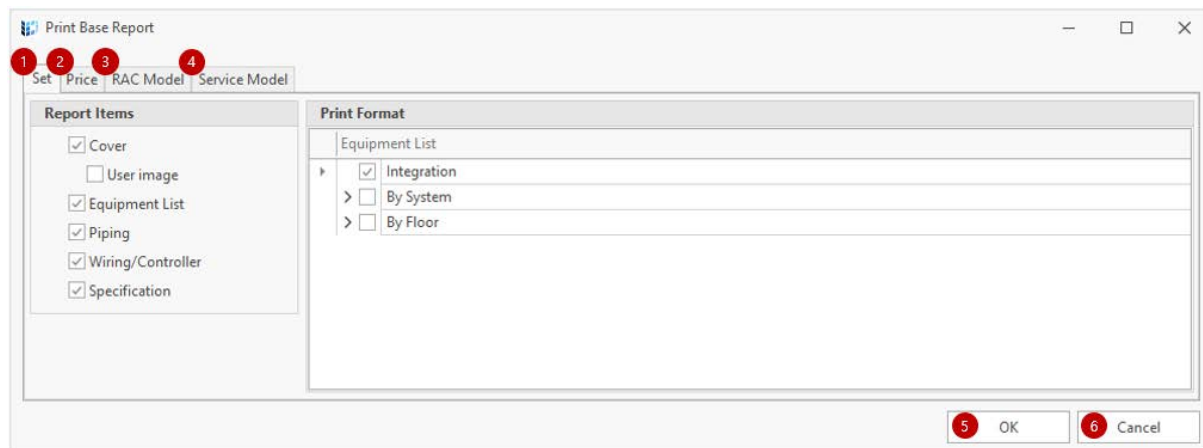 Print Base Report
1 2 3 4
Set Price RAC Model Service Model
Report Items
Cover
User image
Equipment List
Piping
Wiring/Controller
Specification
Print Format
Equipment List
Integration
By System
By Floor
5 OK 6 Cancel